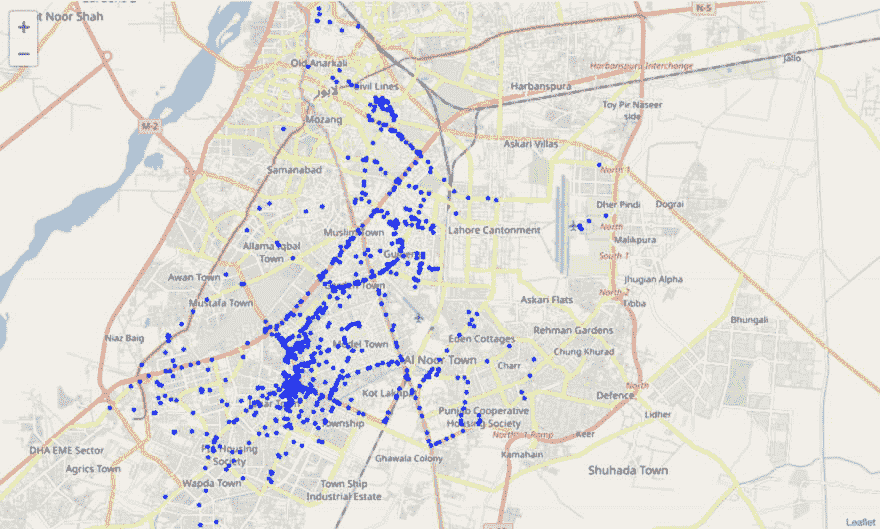 N-5
t Noor Shah
+
−
Old Anarkali
Harbanspura Interchange
Jallo
لاہور
Civil Lines
Harbanspura
M-2
Mozang
Toy Pir Naseer
side
Askari Villas
Samanabad
North 1
Dher Pindi
Dograi
North
Muslim Town
Lahore Cantonment
Malikpura
Allama Iqbal
Town
South 1
Awan Town
Jhugian Alpha
North 2
Mustafa Town
Askari Flats
Tibba
Bhungali
Niaz Baig
Rehman Gardens
Model Town
Eden Cottages
Chung Khurad
Al Noor Town
Charr
North
Kot Lakhpat
Defence
Punjab Cooperative
Housing Society
Lidher
Township
North 1 Ramp
Keer
DHA EME Sector
Housing
Society
Ghawala Colony
Kamahain
Agrics Town
Shuhada Town
Wapda Town
Town Ship
Industrial Estate
Leaflet